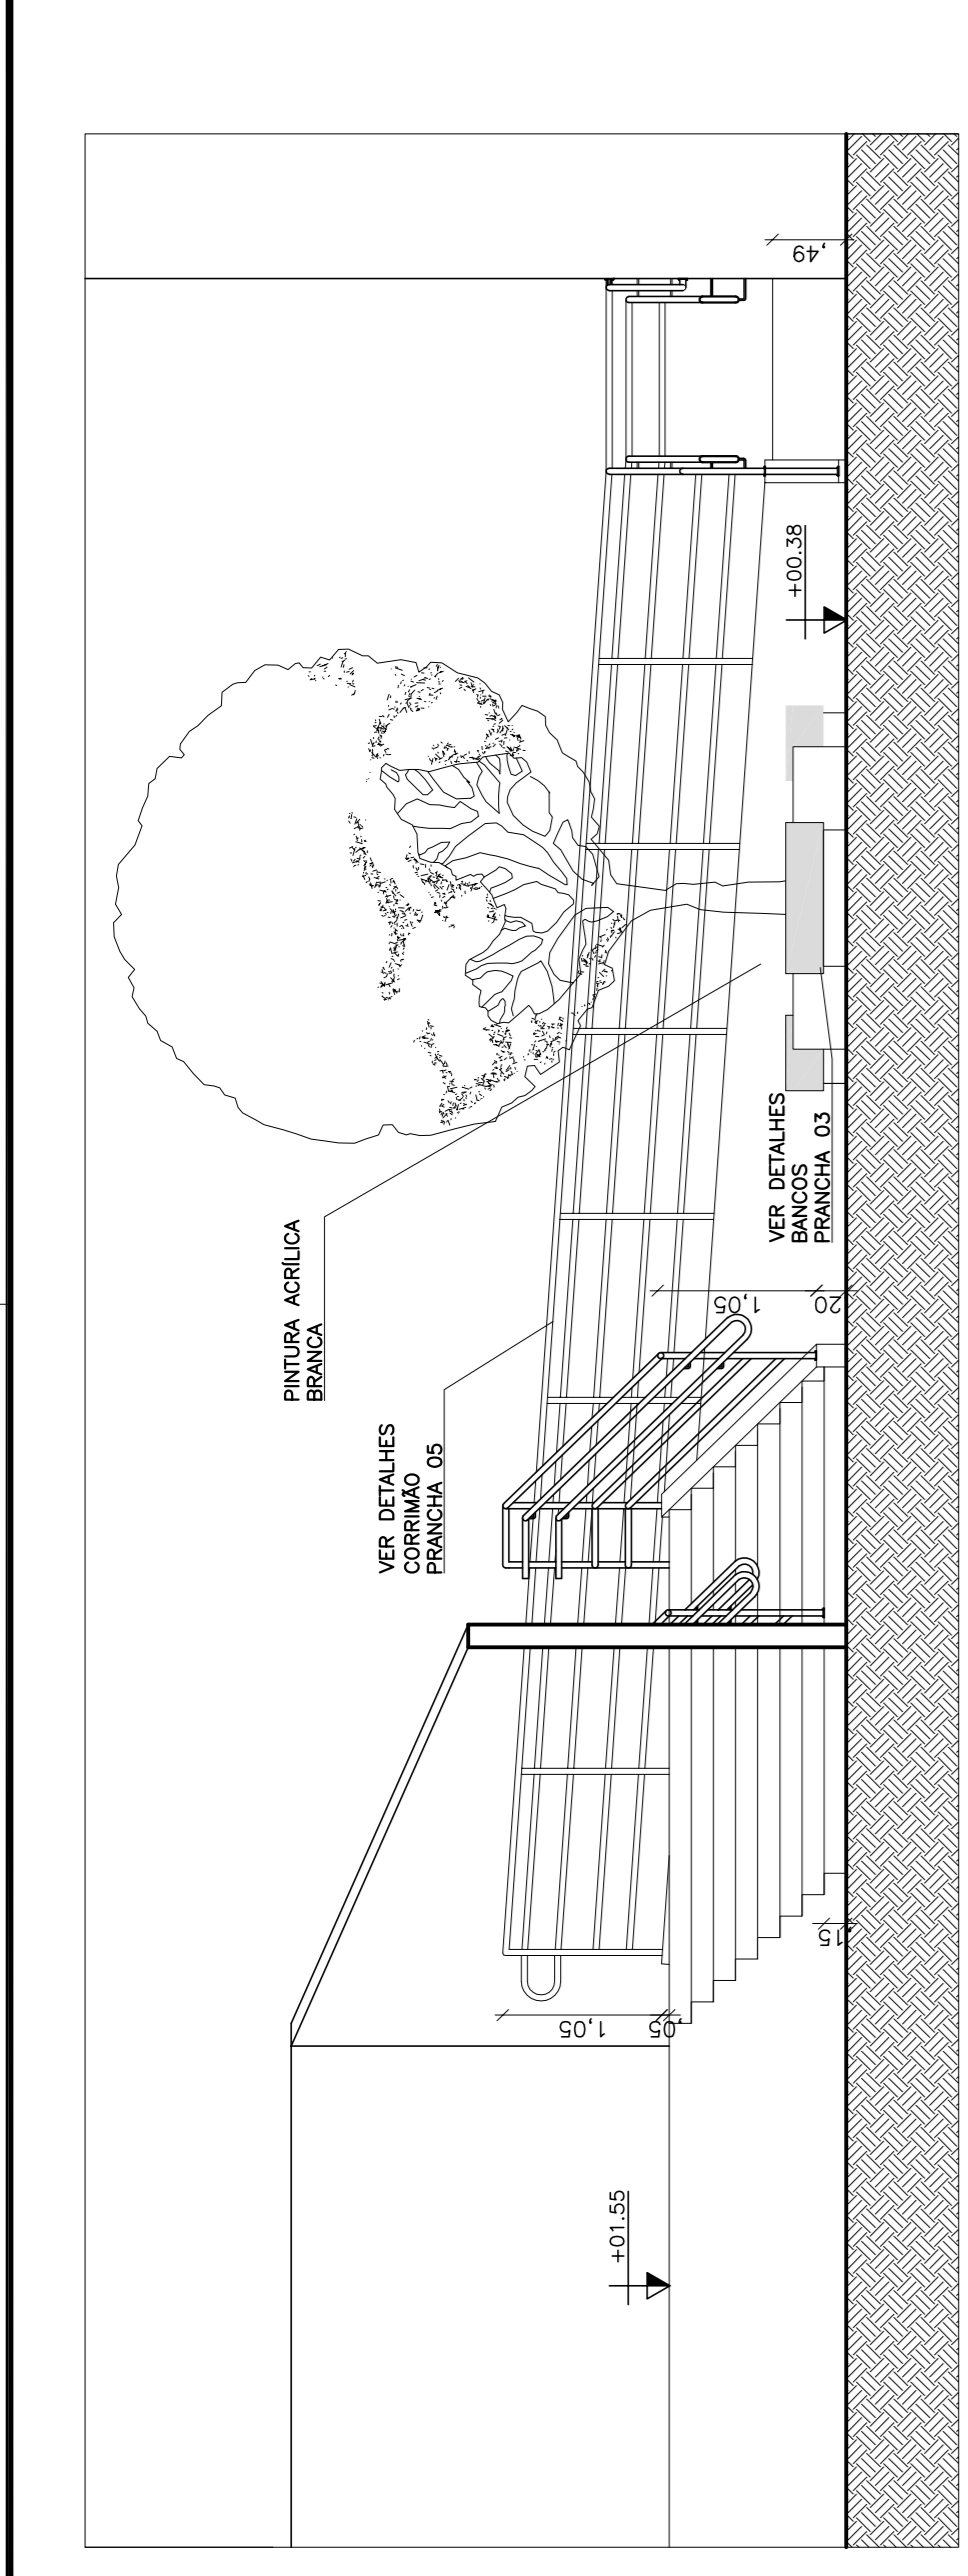 PINTURA ACRÍLICA
BRANCA
VER DETALHES
CORRIMÃO
PRANCHA 05
VER DETALHES
BANCOS
PRANCHA 03
+01.55
+00.38
1,05
,05
,15
1,05
20
,49